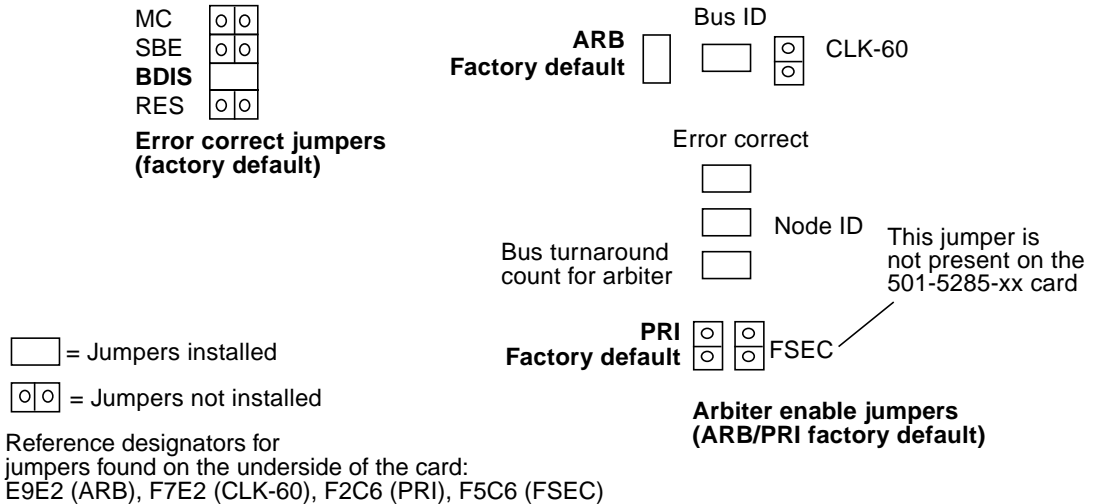 MC
SBE
BDIS
RES
Error correct jumpers
(factory default)
Bus ID
ARB
Factory default
CLK-60
Error correct
Node ID
Bus turnaround
count for arbiter
This jumper is
not present on the
501-5285-xx card
PRI
Factory default
FSEC
Arbiter enable jumpers
(ARB/PRI factory default)
= Jumpers installed
= Jumpers not installed
Reference designators for
jumpers found on the underside of the card:
E9E2 (ARB), F7E2 (CLK-60), F2C6 (PRI), F5C6 (FSEC)